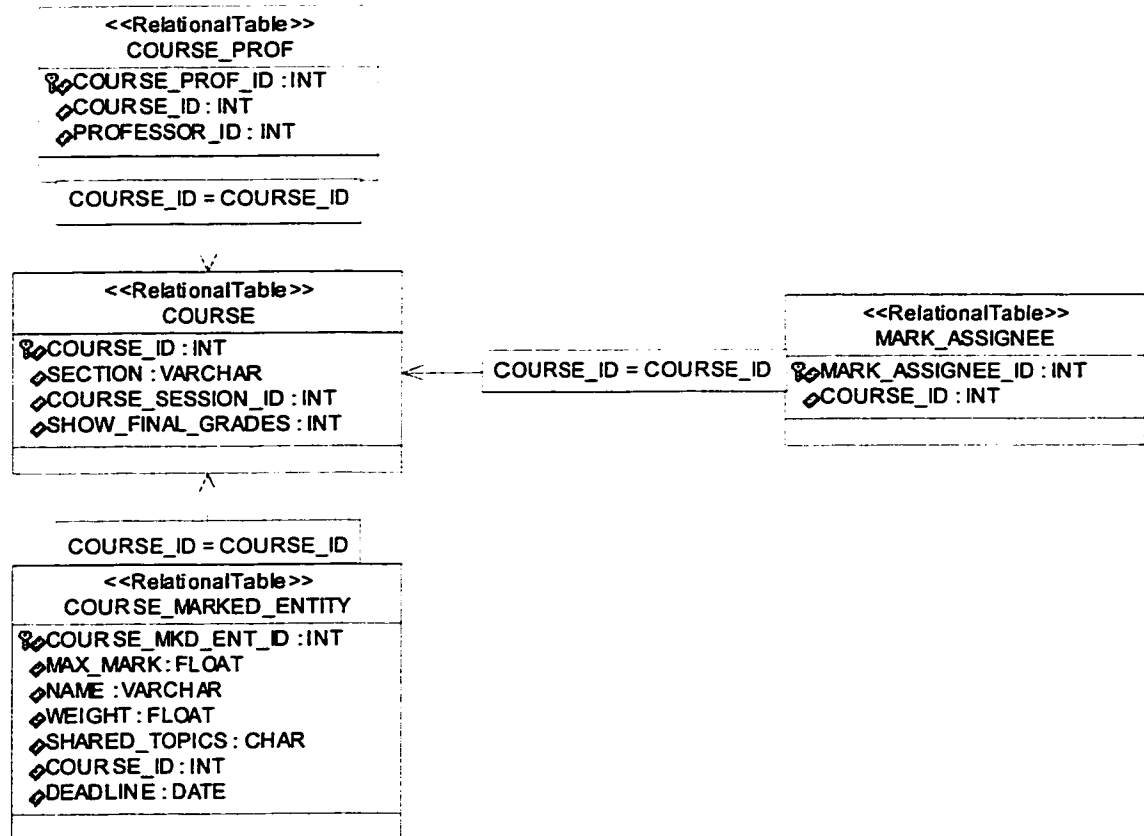 <<RelationalTable>>
COURSE_PROF
COURSE_PROF_ID : INT
COURSE_ID : INT
PROFESSOR_ID : INT
COURSE_ID = COURSE_ID
<<RelationalTable>>
COURSE
COURSE_ID : INT
SECTION : VARCHAR
COURSE_SESSION_ID : INT
SHOW_FINAL_GRADES : INT
COURSE_ID = COURSE_ID
<<RelationalTable>>
MARK_ASSIGNEE
MARK_ASSIGNEE_ID : INT
COURSE_ID : INT
COURSE_ID = COURSE_ID
<<RelationalTable>>
COURSE_MARKED_ENTITY
COURSE_MKD_ENT_ID : INT
MAX_MARK : FLOAT
NAME : VARCHAR
WEIGHT : FLOAT
SHARED_TOPICS : CHAR
COURSE_ID : INT
DEADLINE : DATE